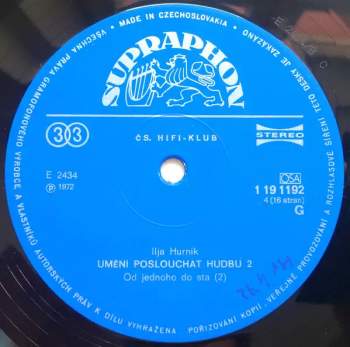 MADE IN CZECHOSLOVAKIA
SUPRAPHON
33
ČS. HIFI-KLUB
STEREO
E 2434
Ⓟ 1972
OSA
1 19 1192
4 (16 stran)
G
Ilja Hurník
UMĚNÍ POSLOUCHAT HUDBU 2
Od jednoho do sta (2)
VŠECHNA PRÁVA GRAMOFONOVÉHO VÝROBCE A VLASTNÍKŮ AUTORSKÝCH PRÁV K DÍLU VYHRAŽENA · POŘIZOVÁNÍ KOPIÍ, VEŘEJNÉ PROVOZOVÁNÍ A ROZHLASOVÉ ŠÍŘENÍ TÉTO DESKY JE ZAKÁZÁNO